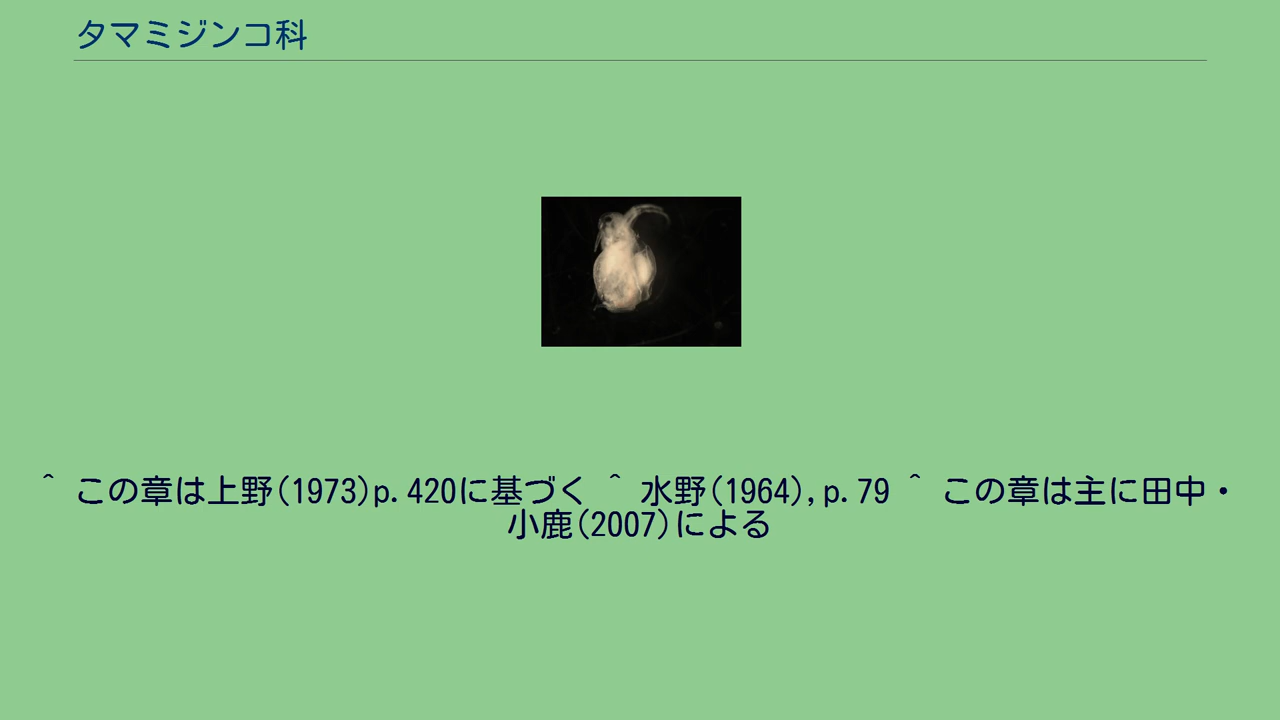 タマミジンコ科
^ この章は上野(1973)p.420に基づく ^ 水野(1964),p.79 ^ この章は主に田中・
小鹿(2007)による